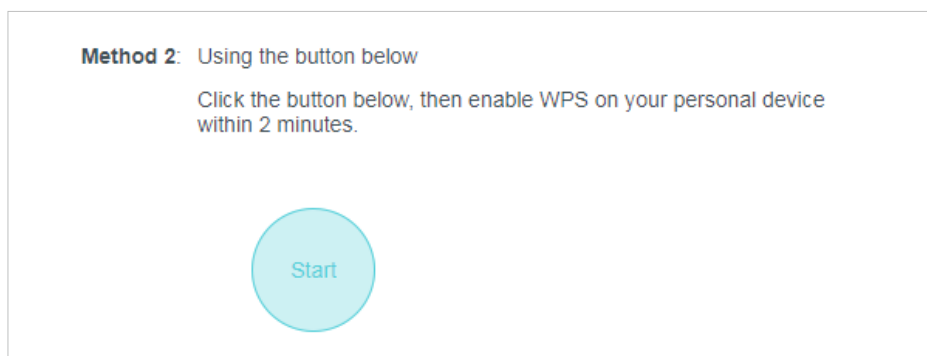 Method 2: Using the button below
Click the button below, then enable WPS on your personal device
within 2 minutes.
Start